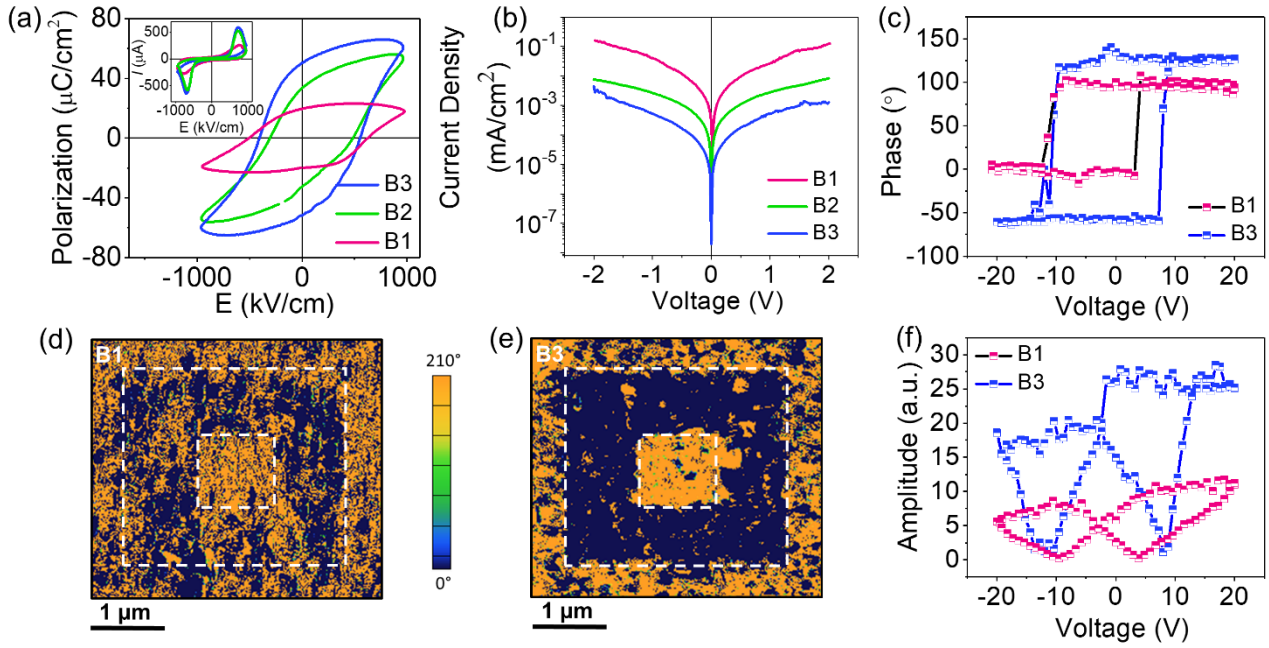 (a)
Polarization (μC/cm²)
80
40
0
-40
-80
-1000
0
1000
E (kV/cm)
I (μA)
500
0
-500
-1000
0
1000
E (kV/cm)
B3
B2
B1
(b)
Current Density
(mA/cm²)
10⁻¹
10⁻³
10⁻⁵
10⁻⁷
-2
-1
0
1
2
Voltage (V)
B1
B2
B3
(c)
Phase (°)
150
100
50
0
-50
-100
-20
-10
0
10
20
Voltage (V)
B1
B3
(d)
B1
210°
0°
1 μm
(e)
B3
1 μm
(f)
Amplitude (a.u.)
30
25
20
15
10
5
0
-20
-10
0
10
20
Voltage (V)
B1
B3